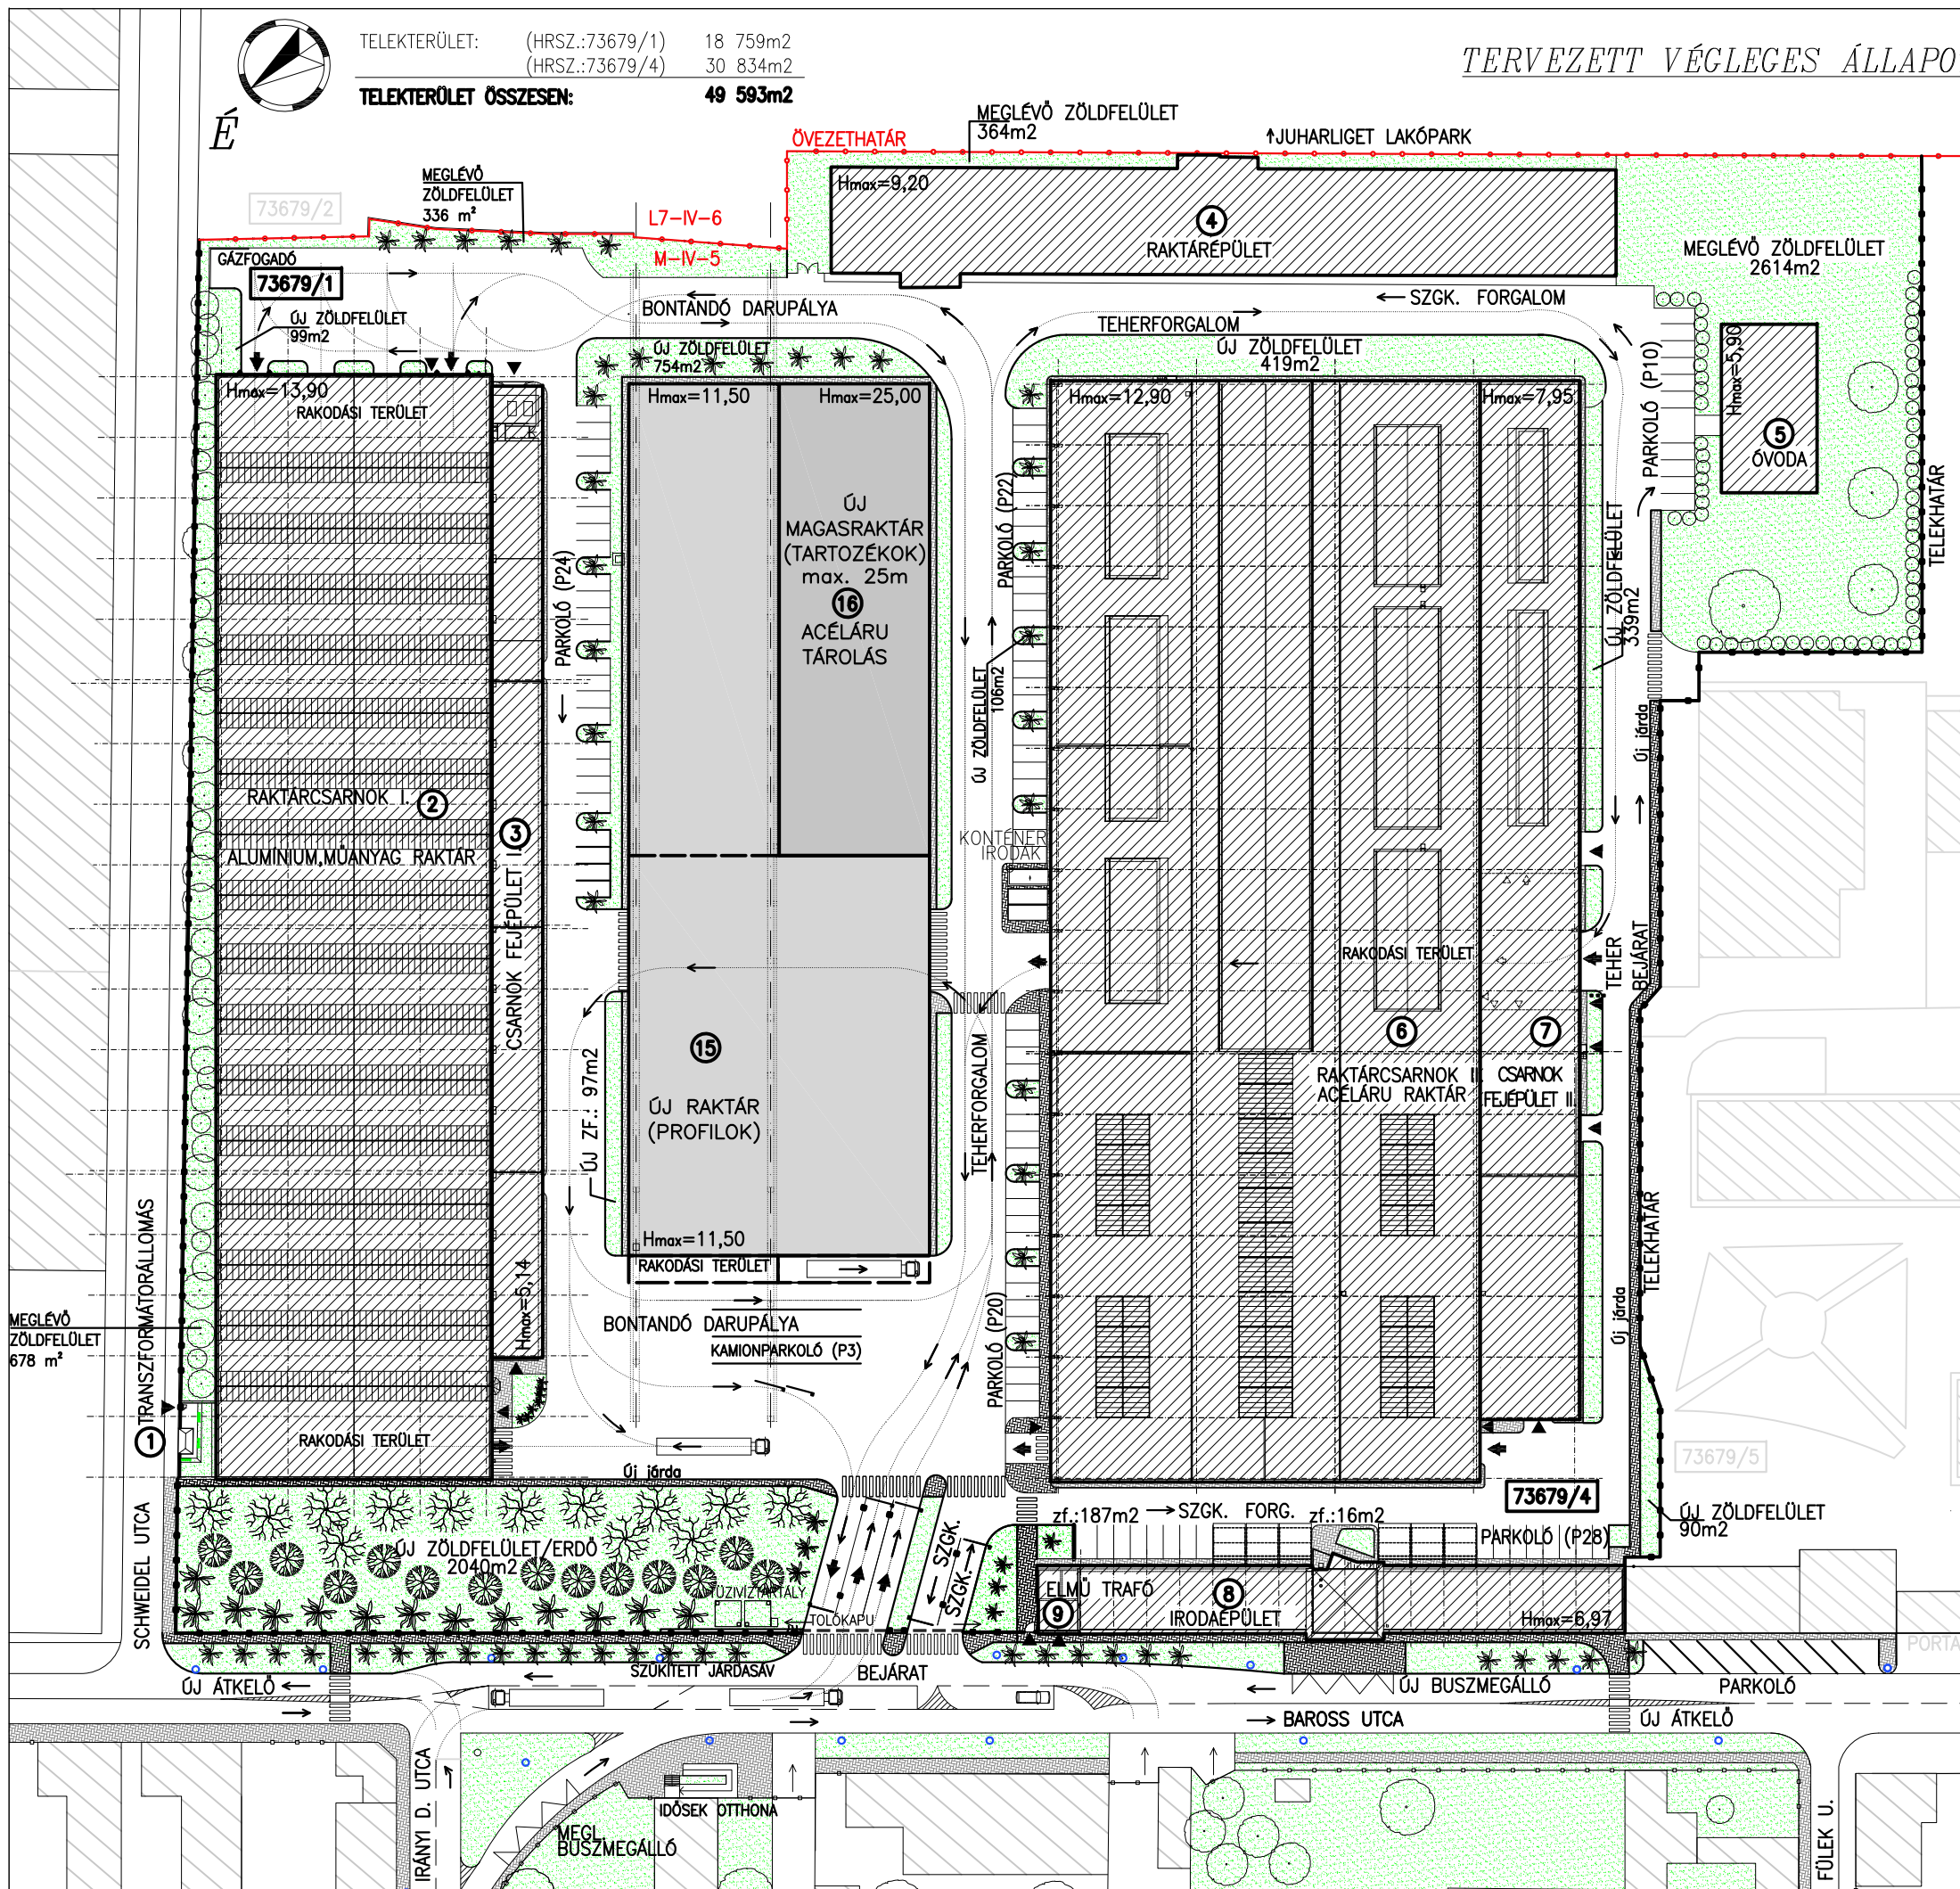 TELEKTERÜLET: (HRSZ.:73679/1) 18 759m2
(HRSZ.:73679/4) 30 834m2
TELEKTERÜLET ÖSSZESEN: 49 593m2
TERVEZETT VÉGLEGES ÁLLAPO
É
MEGLÉVŐ ZÖLDFELÜLET
364m2
ÖVEZETHATÁR
↑JUHARLIGET LAKÓPARK
MEGLÉVŐ
ZÖLDFELÜLET
336 m²
73679/2
L7-IV-6
M-IV-5
Hmax=9,20
4
RAKTÁRÉPÜLET
MEGLÉVŐ ZÖLDFELÜLET
2614m2
GÁZFOGADÓ
73679/1
ÚJ ZÖLDFELÜLET
99m2
BONTANDÓ DARUPÁLYA
SZGK. FORGALOM
TEHERFORGALOM
ÚJ ZÖLDFELÜLET
419m2
ÚJ ZÖLDFELÜLET
754m2
Hmax=13,90
RAKODÁSI TERÜLET
Hmax=11,50
Hmax=25,00
Hmax=12,90
Hmax=7,95
PARKOLÓ (P10)
Hmax=5,90
5
ÓVODA
TELEKHATÁR
ÚJ
MAGASRAKTÁR
(TARTOZÉKOK)
max. 25m
16
ACÉLÁRU
TÁROLÁS
PARKOLÓ (P24)
PARKOLÓ (P22)
ÚJ ZÖLDFELÜLET
106m2
ÚJ ZÖLDFELÜLET
339m2
Új járda
RAKTÁRCSARNOK I.
2
ALUMÍNIUM,MŰANYAG RAKTÁR
3
CSARNOK FEJÉPÜLET I.
KONTÉNER
IRODÁK
RAKODÁSI TERÜLET
TEHER
BEJÁRAT
15
ÚJ RAKTÁR
(PROFILOK)
ÚJ ZF.: 97m2
TEHERFORGALOM
6
7
RAKTÁRCSARNOK II.
ACÉLÁRU RAKTÁR
CSARNOK
FEJÉPÜLET II.
TELEKHATÁR
Új járda
Hmax=11,50
RAKODÁSI TERÜLET
Hmax=5,14
BONTANDÓ DARUPÁLYA
KAMIONPARKOLÓ (P3)
PARKOLÓ (P20)
MEGLÉVŐ
ZÖLDFELÜLET
678 m²
TRANSZFORMÁTORÁLLOMÁS
1
RAKODÁSI TERÜLET
Új járda
73679/5
73679/4
ÚJ ZÖLDFELÜLET
90m2
zf.:187m2
SZGK. FORG.
zf.:16m2
PARKOLÓ (P28)
SCHWEIDEL UTCA
ÚJ ZÖLDFELÜLET/ERDŐ
2040m2
TŰZIVÍZTARTÁLY
TOLÓKAPU
SZGK.
SZGK.
ELMŰ TRAFÓ
9
8
IRODAÉPÜLET
Hmax=6,97
PORTA
SZŰKÍTETT JÁRDASÁV
BEJÁRAT
ÚJ ÁTKELŐ
ÚJ BUSZMEGÁLLÓ
PARKOLÓ
BAROSS UTCA
ÚJ ÁTKELŐ
IRÁNYI D. UTCA
IDŐSEK OTTHONA
MEGL.
BUSZMEGÁLLÓ
FÜLEK U.